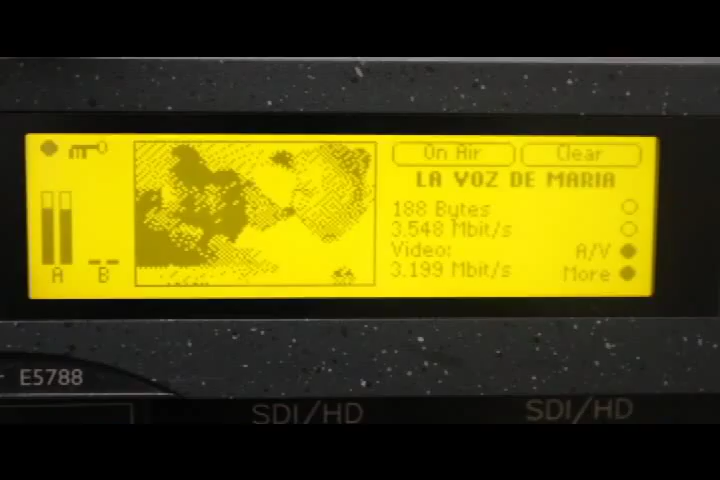 On Air Clear
LA VOZ DE MARIA
188 Bytes
3.548 Mbit/s
Video: A/V
3.199 Mbit/s More
A B
E5788
SDI/HD SDI/HD